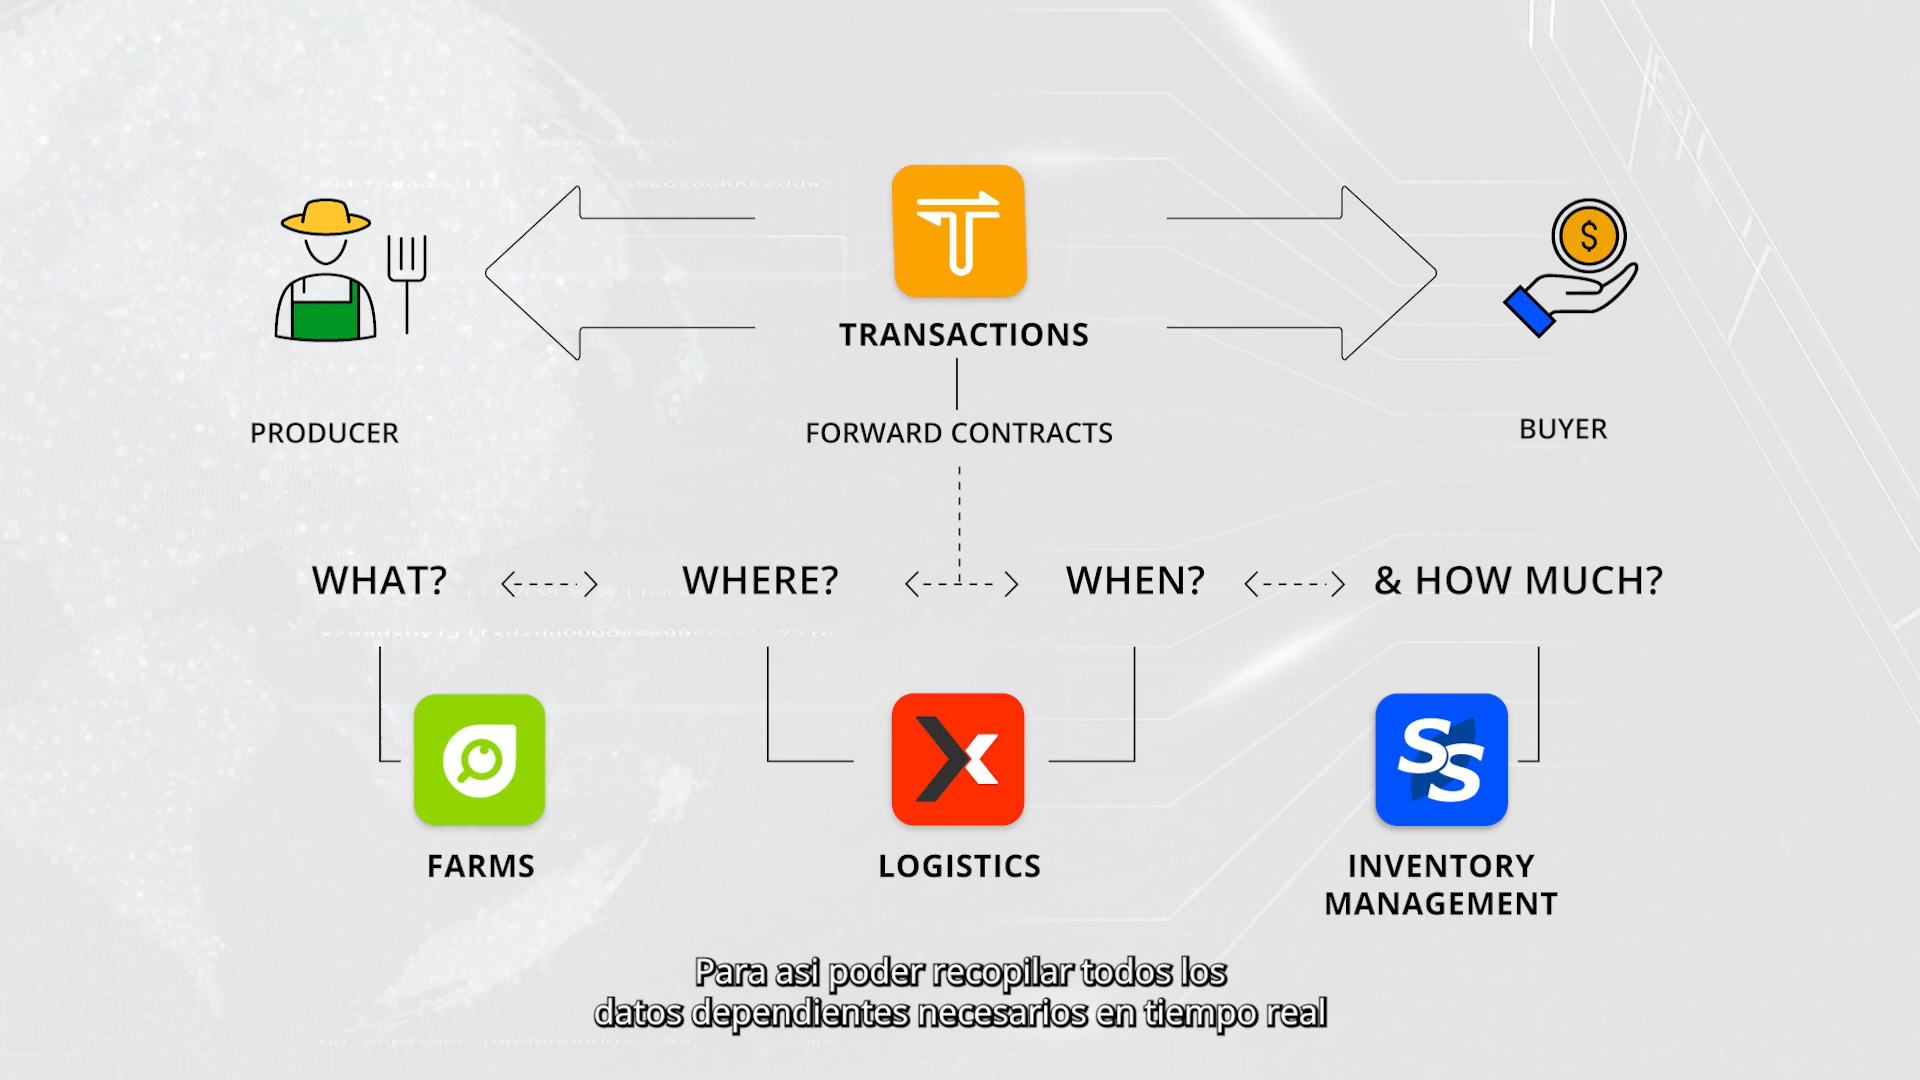 TRANSACTIONS
PRODUCER
FORWARD CONTRACTS
BUYER
WHAT?
WHERE?
WHEN?
& HOW MUCH?
FARMS
LOGISTICS
INVENTORY
MANAGEMENT
Para asi poder recopilar todos los
datos dependientes necesarios en tiempo real